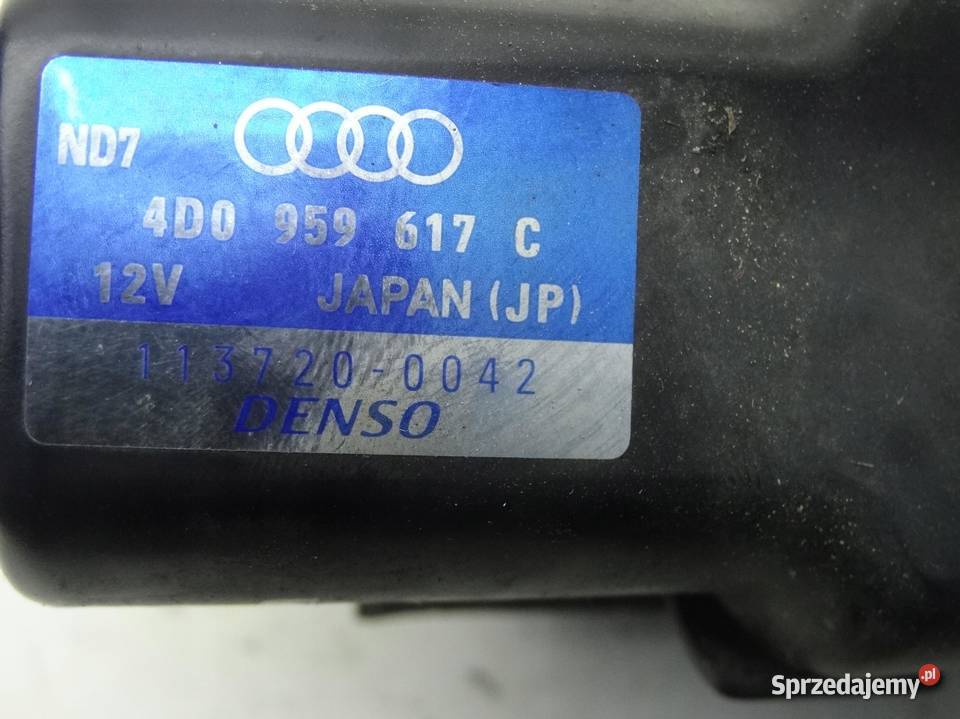 ND7
4D0 959 617 C
12V JAPAN (JP)
113720-0042
DENSO
Sprzedajemy.pl